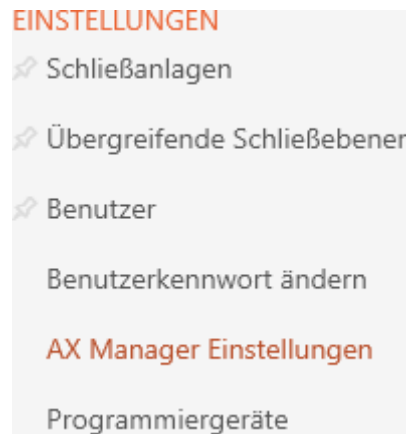 EINSTELLUNGEN
Schließanlagen
Übergreifende Schließebenen
Benutzer
Benutzerkennwort ändern
AX Manager Einstellungen
Programmiergeräte